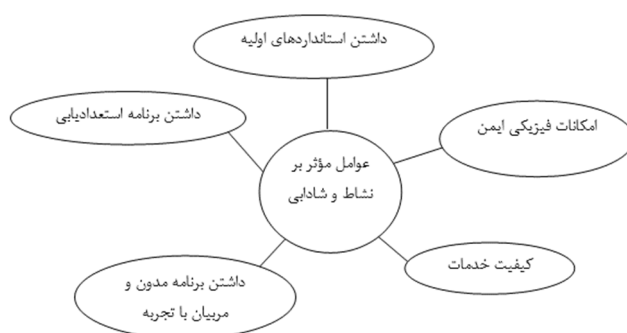 داشتن استانداردهای اولیه
داشتن برنامه استعدادیابی
امکانات فیزیکی ایمن
عوامل مؤثر بر
نشاط و شادابی
کیفیت خدمات
داشتن برنامه مدون و
مربیان با تجربه